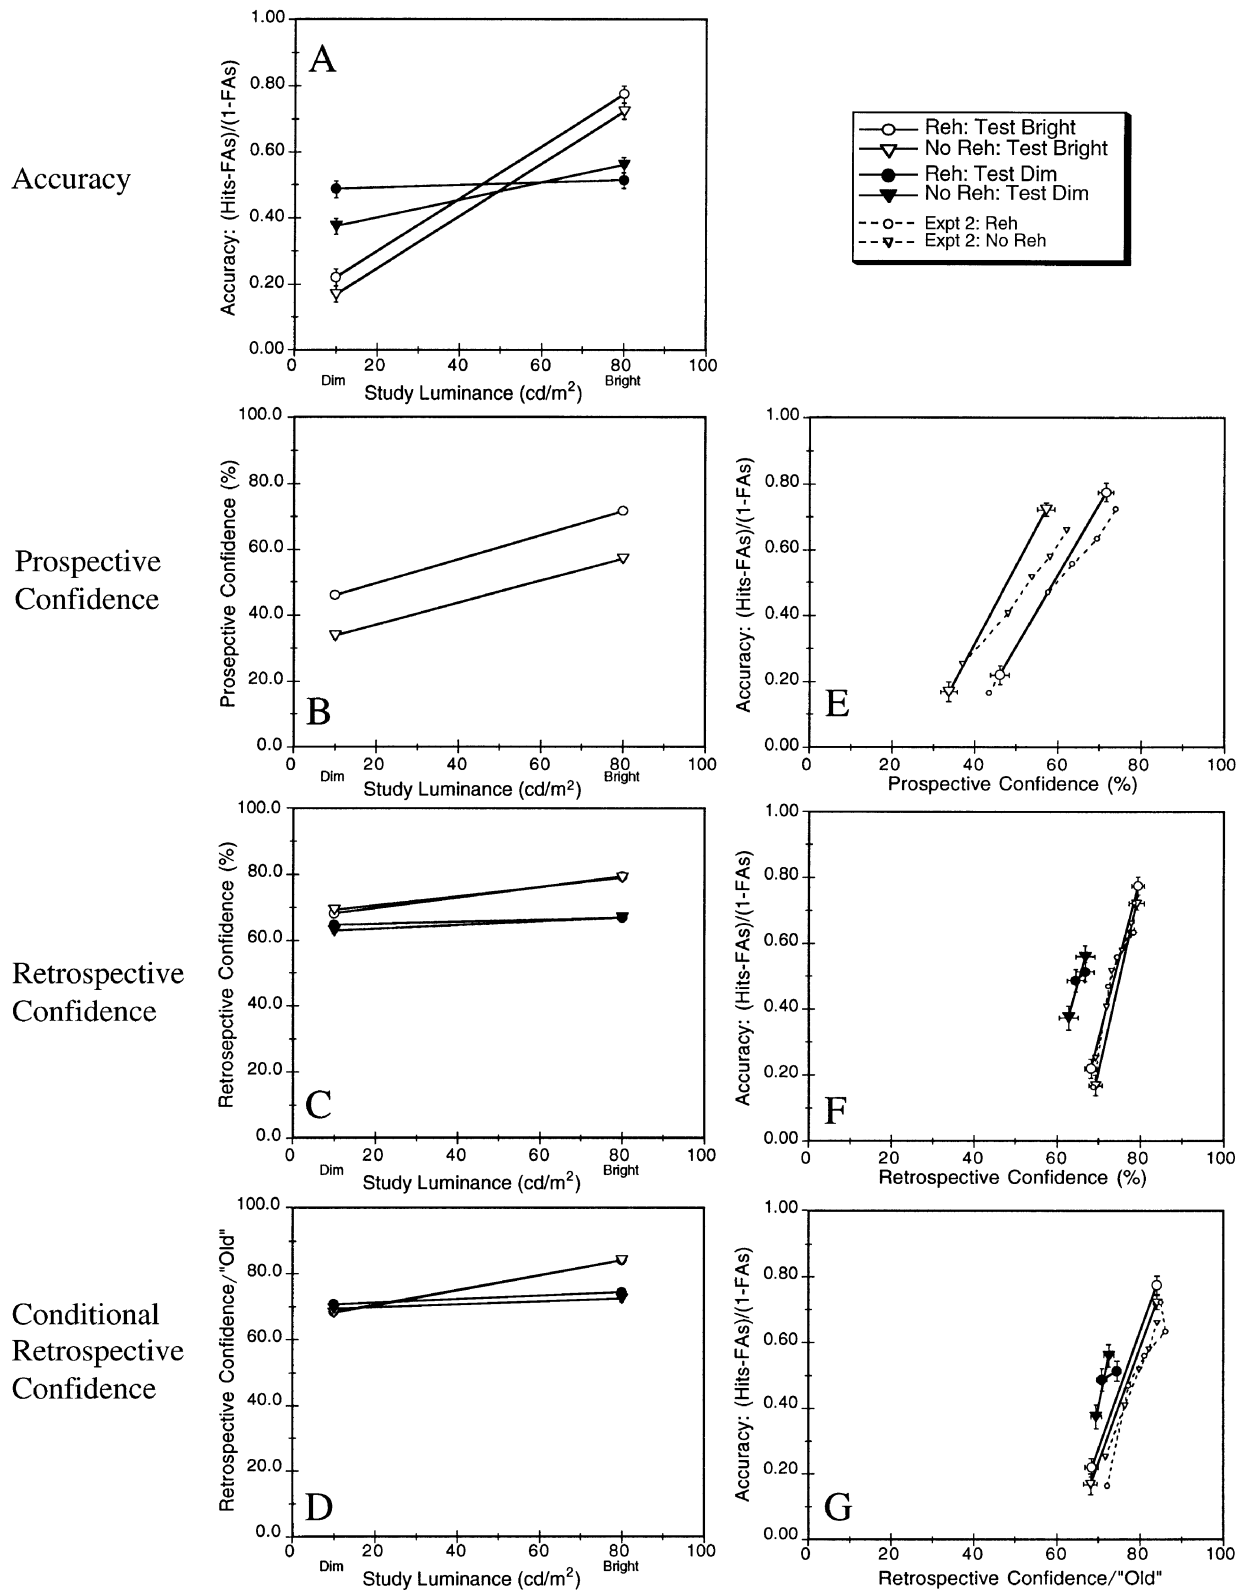 Accuracy
A
Accuracy: (Hits-FAs)/(1-FAs)
1.00
0.80
0.60
0.40
0.20
0.00
0 20 40 60 80 100
Dim Bright
Study Luminance (cd/m²)
Reh: Test Bright
No Reh: Test Bright
Reh: Test Dim
No Reh: Test Dim
Expt 2: Reh
Expt 2: No Reh
Prospective
Confidence
B
Prosepctive Confidence (%)
100.0
80.0
60.0
40.0
20.0
0.0
0 20 40 60 80 100
Dim Bright
Study Luminance (cd/m²)
E
Accuracy: (Hits-FAs)/(1-FAs)
1.00
0.80
0.60
0.40
0.20
0.00
0 20 40 60 80 100
Prospective Confidence (%)
Retrospective
Confidence
C
Retrosepctive Confidence (%)
100.0
80.0
60.0
40.0
20.0
0.0
0 20 40 60 80 100
Dim Bright
Study Luminance (cd/m²)
F
Accuracy: (Hits-FAs)/(1-FAs)
1.00
0.80
0.60
0.40
0.20
0.00
0 20 40 60 80 100
Retrospective Confidence (%)
Conditional
Retrospective
Confidence
D
Retrospective Confidence/"Old"
100.0
80.0
60.0
40.0
20.0
0.0
0 20 40 60 80 100
Dim Bright
Study Luminance (cd/m²)
G
Accuracy: (Hits-FAs)/(1-FAs)
1.00
0.80
0.60
0.40
0.20
0.00
0 20 40 60 80 100
Retrospective Confidence/"Old"